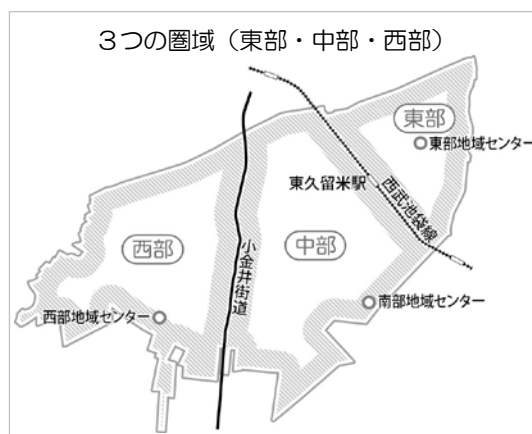 ３つの圏域（東部・中部・西部）
東部
東部地域センター
東久留米駅
西武池袋線
中部
西部
小金井街道
南部地域センター
西部地域センター